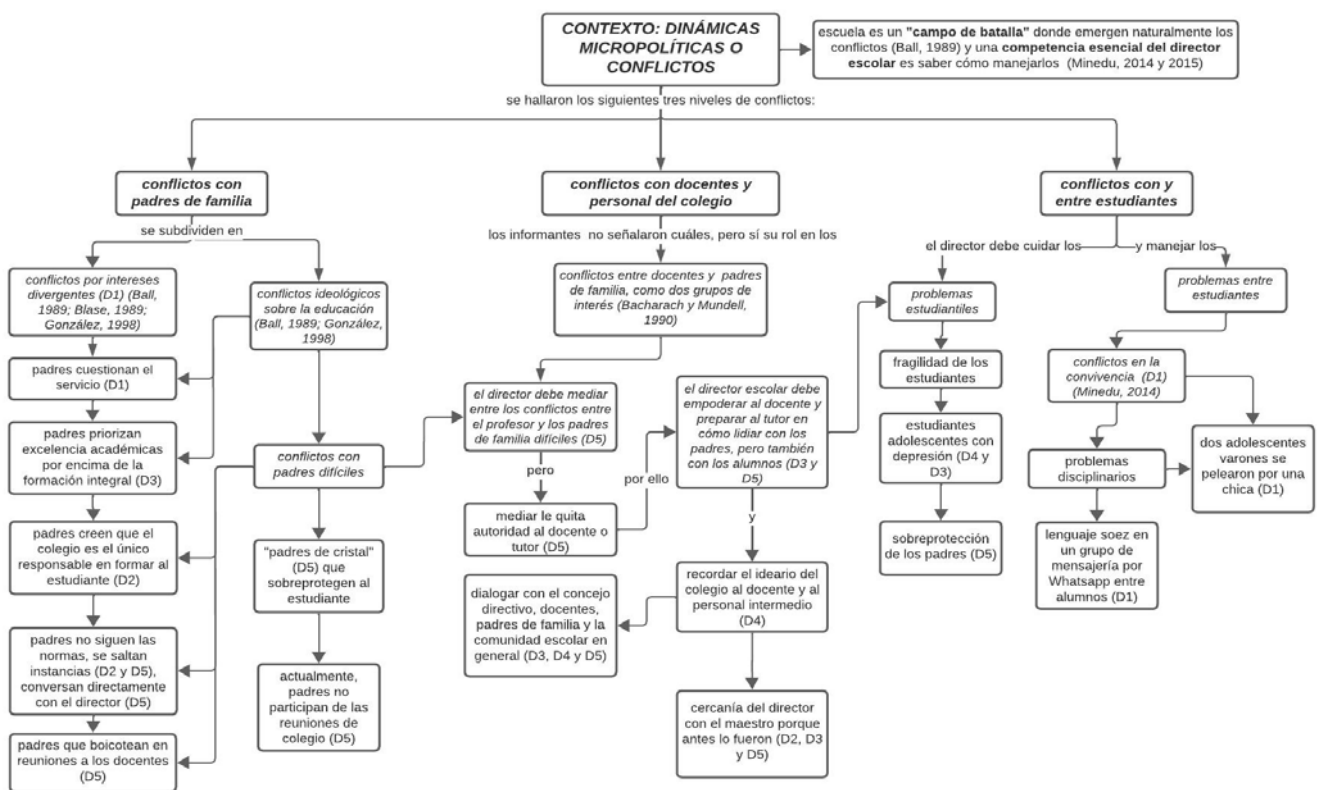 CONTEXTO: DINÁMICAS
MICROPOLÍTICAS O
CONFLICTOS
escuela es un "campo de batalla" donde emergen naturalmente los
conflictos (Ball, 1989) y una competencia esencial del director
escolar es saber cómo manejarlos (Minedu, 2014 y 2015)
se hallaron los siguientes tres niveles de conflictos:
conflictos con
padres de familia
se subdividen en
conflictos por intereses
divergentes (D1) (Ball,
1989; Blase, 1989;
González, 1998)
padres cuestionan el
servicio (D1)
padres priorizan
excelencia académicas
por encima de la
formación integral (D3)
padres creen que el
colegio es el único
responsable en formar al
estudiante (D2)
padres no siguen las
normas, se saltan
instancias (D2 y D5),
conversan directamente
con el director (D5)
padres que boicotean en
reuniones a los docentes
(D5)
conflictos ideológicos
sobre la educación
(Ball, 1989; González,
1998)
conflictos con
padres difíciles
"padres de cristal"
(D5) que
sobreprotegen al
estudiante
actualmente,
padres no
participan de las
reuniones de
colegio (D5)
conflictos con docentes y
personal del colegio
los informantes no señalaron cuáles, pero sí su rol en los
conflictos entre docentes y padres
de familia, como dos grupos de
interés (Bacharach y Mundell,
1990)
el director debe mediar
entre los conflictos entre
el profesor y los padres
de familia difíciles (D5)
pero
mediar le quita
autoridad al docente o
tutor (D5)
por ello
el director escolar debe
empoderar al docente y
preparar al tutor en
cómo lidiar con los
padres, pero también
con los alumnos (D3 y
D5)
y
recordar el ideario del
colegio al docente y al
personal intermedio
(D4)
dialogar con el concejo
directivo, docentes,
padres de familia y la
comunidad escolar en
general (D3, D4 y D5)
cercanía del director
con el maestro porque
antes lo fueron (D2, D3
y D5)
conflictos con y
entre estudiantes
el director debe cuidar los
y manejar los
problemas
estudiantiles
fragilidad de los
estudiantes
estudiantes
adolescentes con
depresión (D4 y
D3)
sobreprotección
de los padres (D5)
problemas entre
estudiantes
conflictos en la
convivencia (D1)
(Minedu, 2014)
problemas
disciplinarios
dos adolescentes
varones se
pelearon por una
chica (D1)
lenguaje soez en
un grupo de
mensajería por
Whatsapp entre
alumnos (D1)